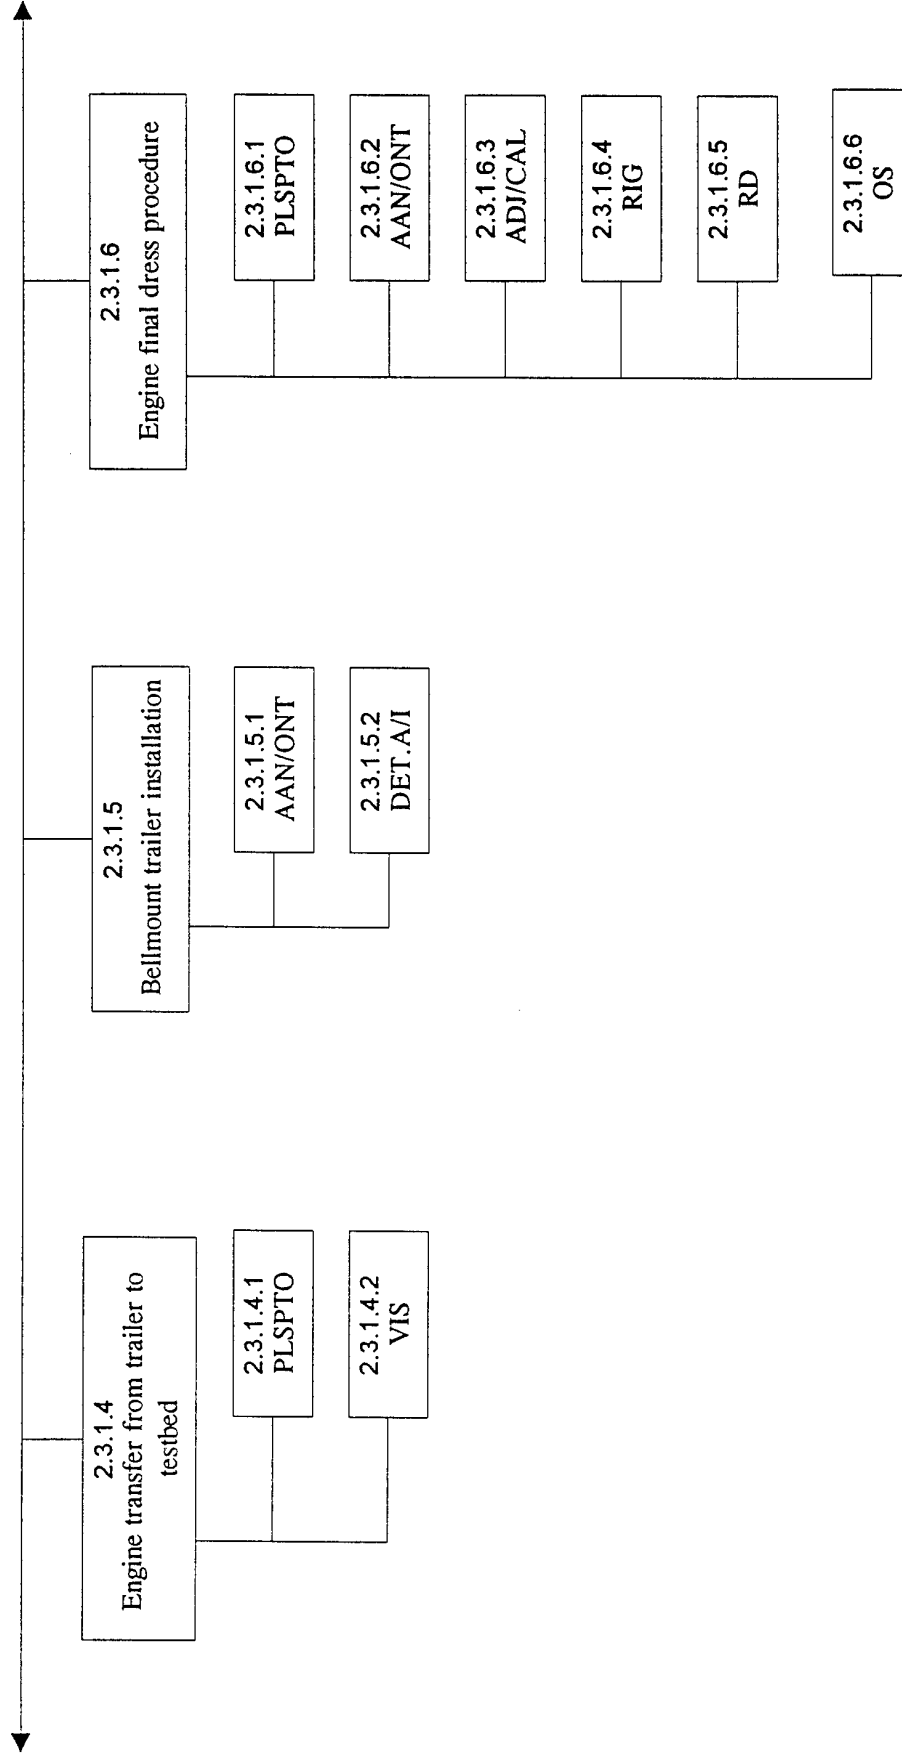 2.3.1.4
Engine transfer from trailer to
testbed
2.3.1.4.1
PLSPTO
2.3.1.4.2
VIS
2.3.1.5
Bellmount trailer installation
2.3.1.5.1
AAN/ONT
2.3.1.5.2
DET.A/I
2.3.1.6
Engine final dress procedure
2.3.1.6.1
PLSPTO
2.3.1.6.2
AAN/ONT
2.3.1.6.3
ADJ/CAL
2.3.1.6.4
RIG
2.3.1.6.5
RD
2.3.1.6.6
OS